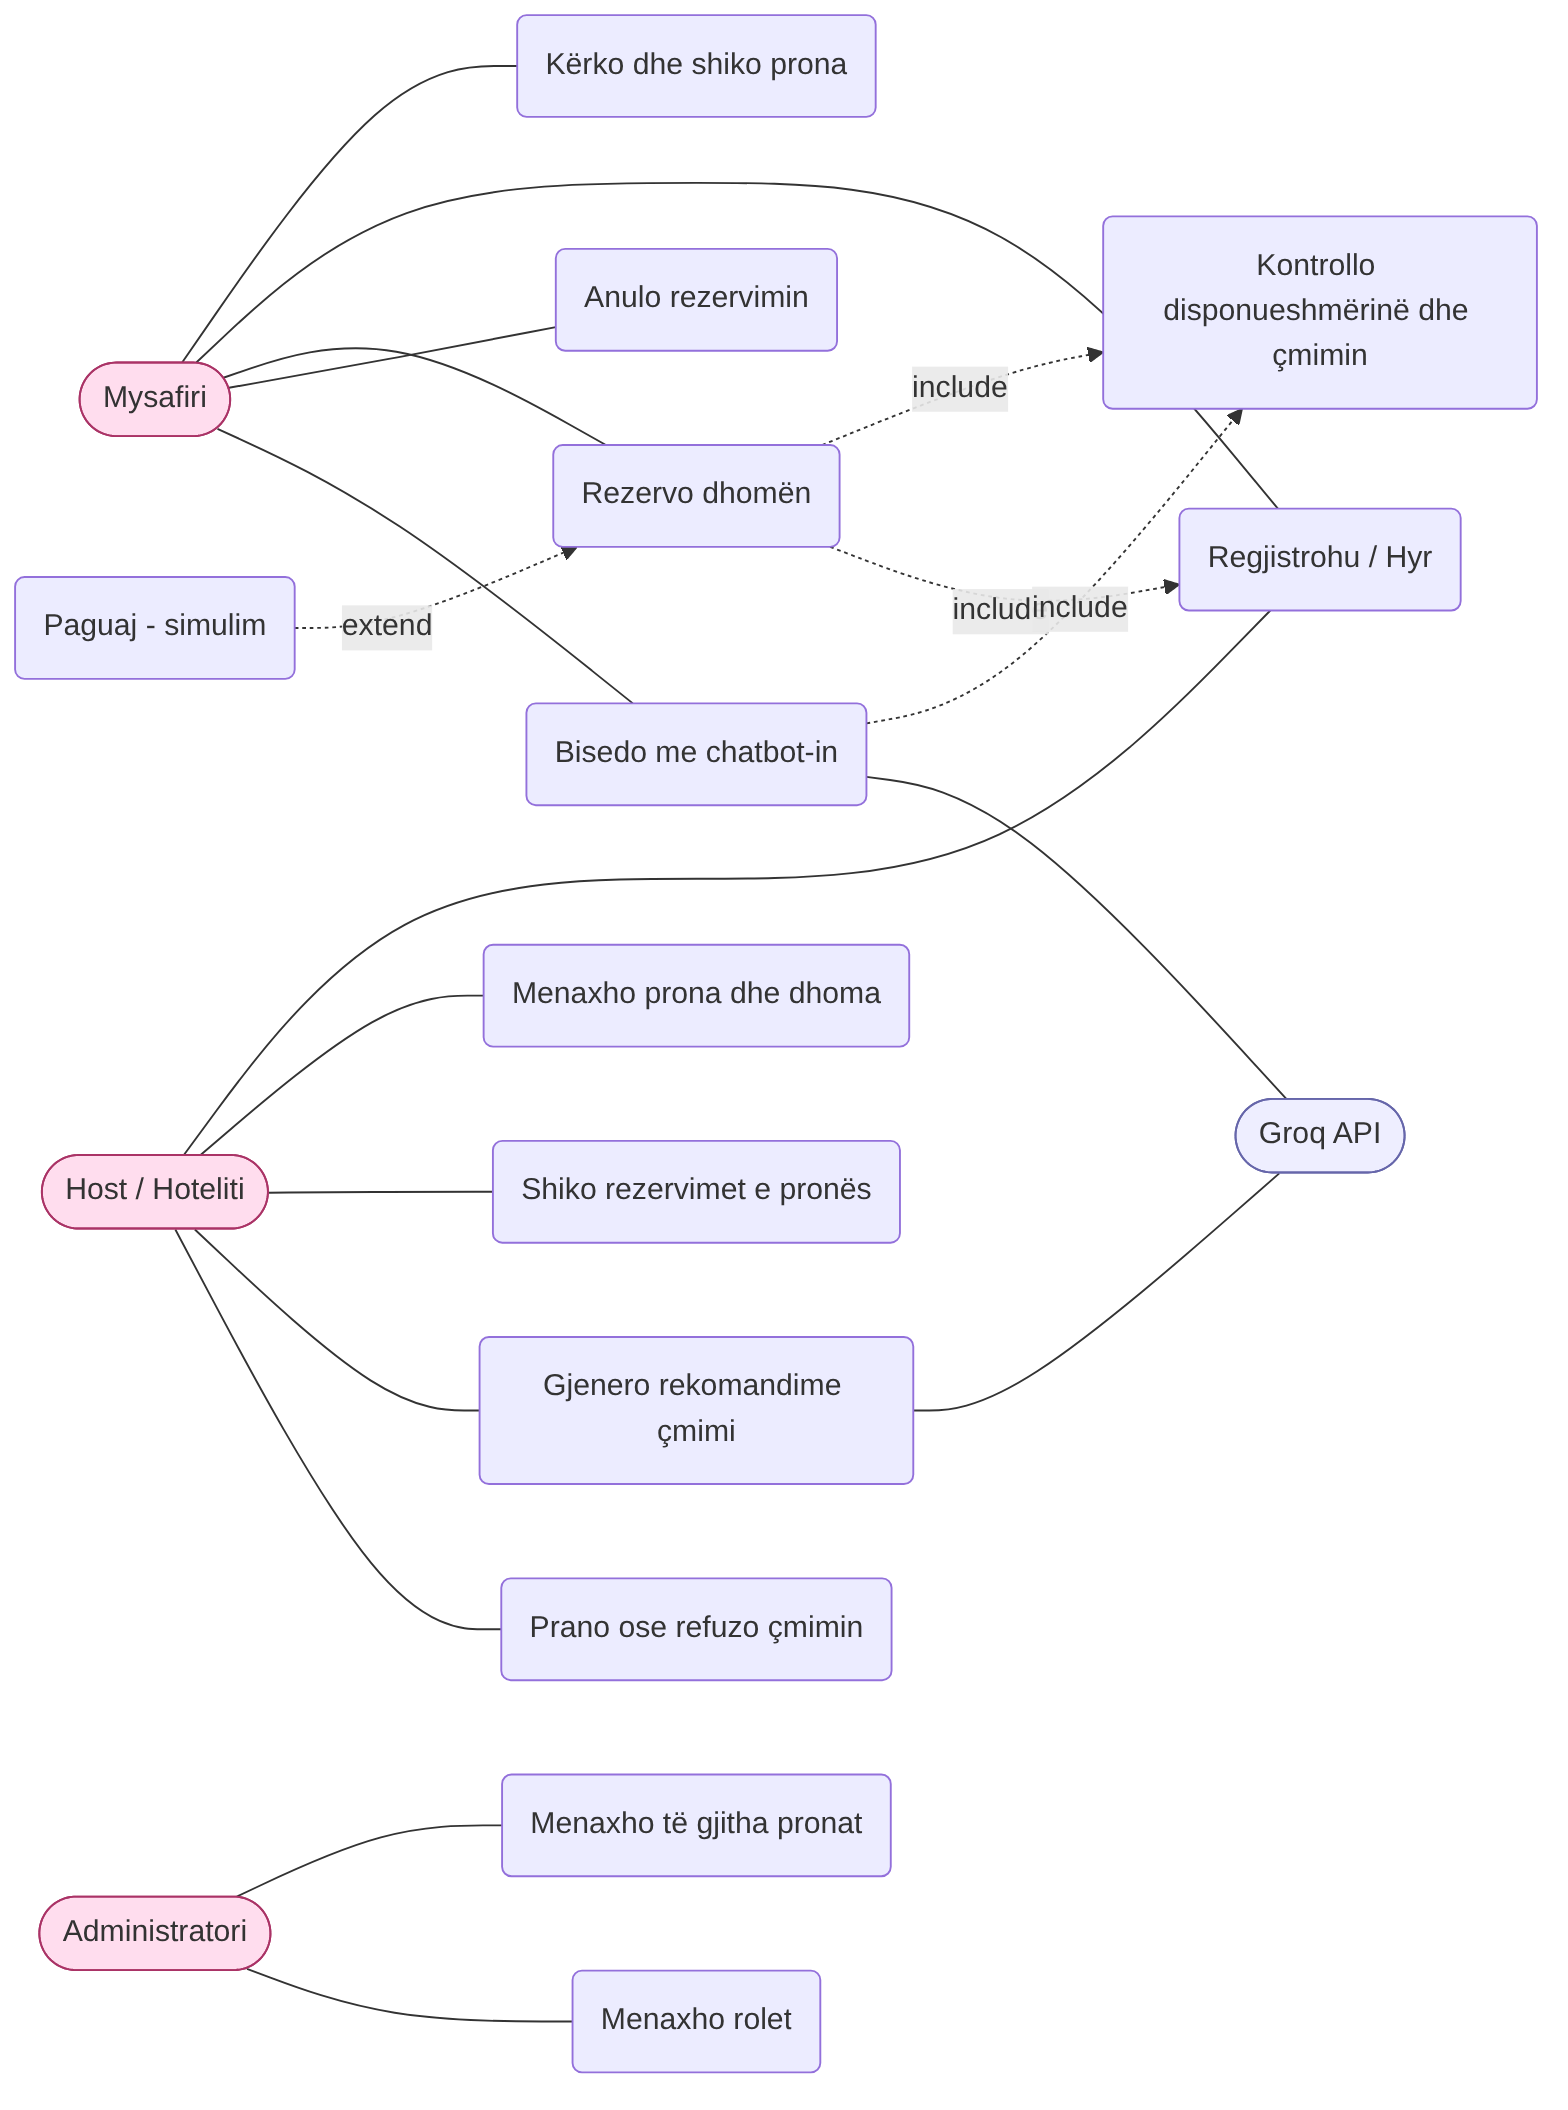 Kërko dhe shiko prona
Kontrollo
disponueshmërinë dhe
çmimin
Anulo rezervimin
Mysafiri
include
Rezervo dhomën
Regjistrohu / Hyr
Paguaj - simulim
extend
includ
include
Bisedo me chatbot-in
Menaxho prona dhe dhoma
Groq API
Host / Hoteliti
Shiko rezervimet e pronës
Gjenero rekomandime
çmimi
Prano ose refuzo çmimin
Menaxho të gjitha pronat
Administratori
Menaxho rolet